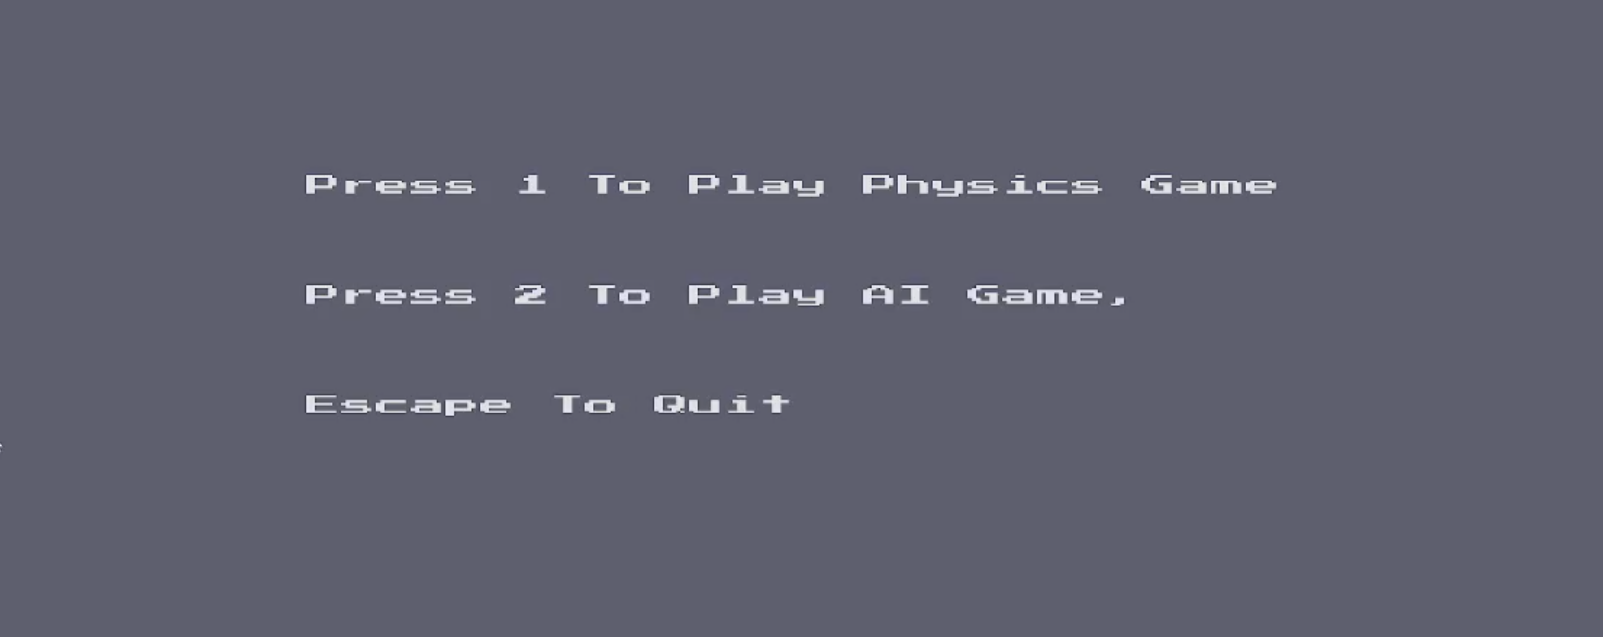 Press 1 To Play Physics Game
Press 2 To Play AI Game,
Escape To Quit